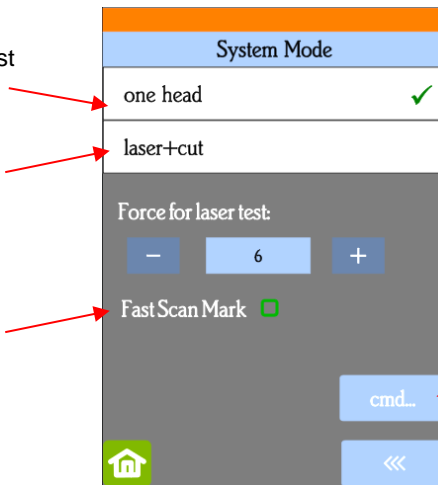 System Mode
st
one head
laser+cut
Force for laser test:
− 6 +
Fast Scan Mark
cmd...